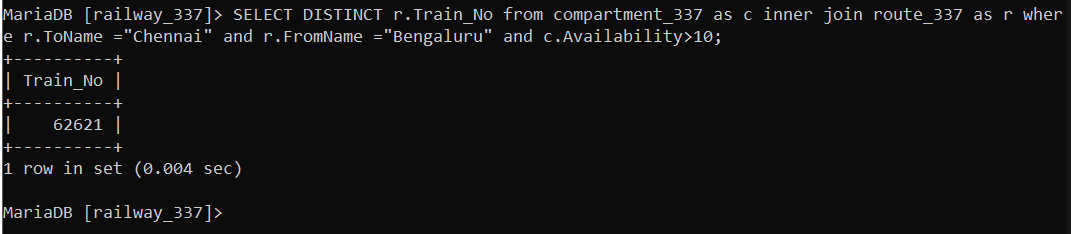 MariaDB [railway_337]> SELECT DISTINCT r.Train_No from compartment_337 as c inner join route_337 as r wher
e r.ToName ="Chennai" and r.FromName ="Bengaluru" and c.Availability>10;
+----------+
| Train_No |
+----------+
|    62621 |
+----------+
1 row in set (0.004 sec)
MariaDB [railway_337]>